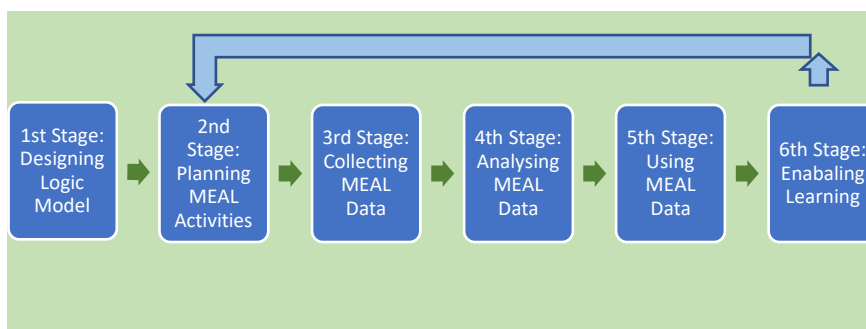 1st Stage:
Designing
Logic
Model
2nd
Stage:
Planning
MEAL
Activities
3rd Stage:
Collecting
MEAL
Data
4th Stage:
Analysing
MEAL
Data
5th Stage:
Using
MEAL
Data
6th Stage:
Enabaling
Learning